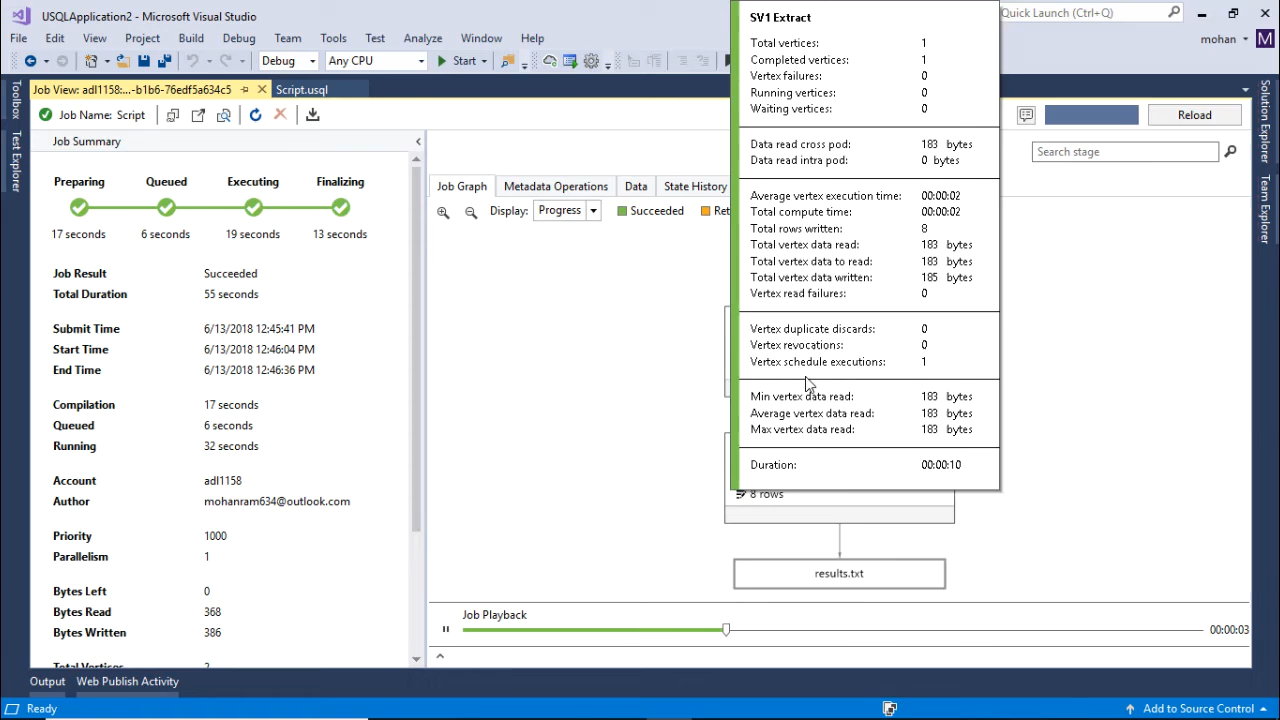 USQLApplication2 - Microsoft Visual Studio
Quick Launch (Ctrl+Q)
File Edit View Project Build Debug Team Tools Test Analyze Window Help
mohan M
Debug Any CPU Start
Job View: adl1158:...-b1b6-76edf5a634c5 Script.usql
Toolbox
Test Explorer
Solution Explorer
Team Explorer
Job Name: Script
Reload
Job Summary
Search stage
Preparing Queued Executing Finalizing
17 seconds 6 seconds 19 seconds 13 seconds
Job Result Succeeded
Total Duration 55 seconds
Submit Time 6/13/2018 12:45:41 PM
Start Time 6/13/2018 12:46:04 PM
End Time 6/13/2018 12:46:36 PM
Compilation 17 seconds
Queued 6 seconds
Running 32 seconds
Account adl1158
Author mohanram634@outlook.com
Priority 1000
Parallelism 1
Bytes Left 0
Bytes Read 368
Bytes Written 386
Total Vertices 2
Job Graph Metadata Operations Data State History
Display: Progress Succeeded Ret
SV1 Extract
Total vertices: 1
Completed vertices: 1
Vertex failures: 0
Running vertices: 0
Waiting vertices: 0
Data read cross pod: 183 bytes
Data read intra pod: 0 bytes
Average vertex execution time: 00:00:02
Total compute time: 00:00:02
Total rows written: 8
Total vertex data read: 183 bytes
Total vertex data to read: 183 bytes
Total vertex data written: 185 bytes
Vertex read failures: 0
Vertex duplicate discards: 0
Vertex revocations: 0
Vertex schedule executions: 1
Min vertex data read: 183 bytes
Average vertex data read: 183 bytes
Max vertex data read: 183 bytes
Duration: 00:00:10
8 rows
results.txt
Job Playback
00:00:03
Output Web Publish Activity
Ready
Add to Source Control